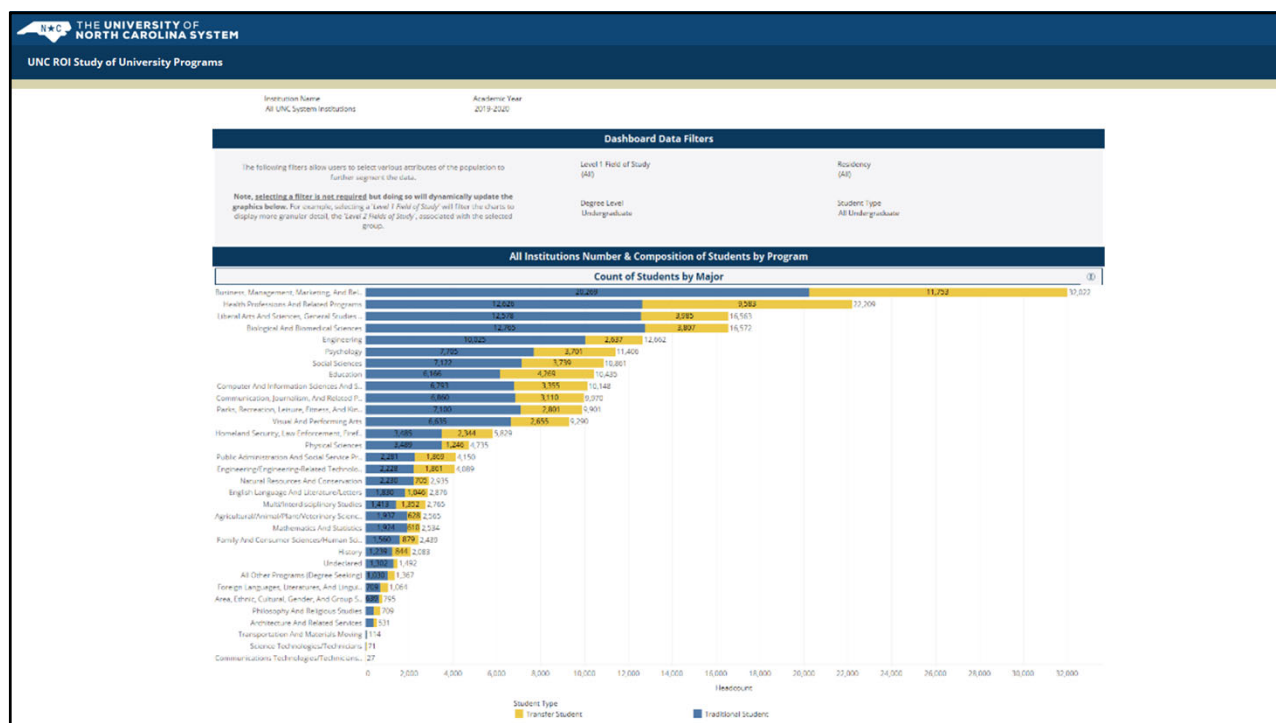 N★C THE UNIVERSITY OF
NORTH CAROLINA SYSTEM
UNC ROI Study of University Programs
Institution Name
All UNC System Institutions
Academic Year
2019-2020
Dashboard Data Filters
The following filters allow users to select various attributes of the population to
further segment the data.
Note, selecting a filter is not required but doing so will dynamically update the
graphics below. For example, selecting a 'Level 1 Field of Study' will filter the charts to
display more granular detail, the 'Level 2 Fields of Study', associated with the selected
group.
Level 1 Field of Study
(All)
Residency
(All)
Degree Level
Undergraduate
Student Type
All Undergraduate
All Institutions Number & Composition of Students by Program
Count of Students by Major
Business, Management, Marketing, And Rel.. 20,269 11,753 32,022
Health Professions And Related Programs 12,626 9,583 22,209
Liberal Arts And Sciences, General Studies .. 12,578 3,985 16,563
Biological And Biomedical Sciences 12,765 3,807 16,572
Engineering 10,025 2,637 12,662
Psychology 7,705 3,701 11,406
Social Sciences 7,122 3,739 10,861
Education 6,166 4,269 10,435
Computer And Information Sciences And S.. 6,793 3,355 10,148
Communication, Journalism, And Related P.. 6,860 3,110 9,970
Parks, Recreation, Leisure, Fitness, And Kin.. 7,100 2,801 9,901
Visual And Performing Arts 6,635 2,655 9,290
Homeland Security, Law Enforcement, Firef.. 3,485 2,344 5,829
Physical Sciences 3,489 1,246 4,735
Public Administration And Social Service Pr.. 2,281 1,869 4,150
Engineering/Engineering-Related Technolo.. 2,228 1,861 4,089
Natural Resources And Conservation 2,230 705 2,935
English Language And Literature/Letters 1,830 1,046 2,876
Multi/Interdisciplinary Studies 1,413 1,352 2,765
Agricultural/Animal/Plant/Veterinary Scienc.. 1,937 628 2,565
Mathematics And Statistics 1,924 610 2,534
Family And Consumer Sciences/Human Sci.. 1,560 879 2,439
History 1,239 844 2,083
Undeclared 1,302 1,492
All Other Programs (Degree Seeking) 1,030 1,367
Foreign Languages, Literatures, And Lingui.. 709 1,064
Area, Ethnic, Cultural, Gender, And Group S.. 795
Philosophy And Religious Studies 709
Architecture And Related Services 531
Transportation And Materials Moving 114
Science Technologies/Technicians 71
Communications Technologies/Technicians.. 27
0 2,000 4,000 6,000 8,000 10,000 12,000 14,000 16,000 18,000 20,000 22,000 24,000 26,000 28,000 30,000 32,000
Headcount
Student Type
Transfer Student Traditional Student